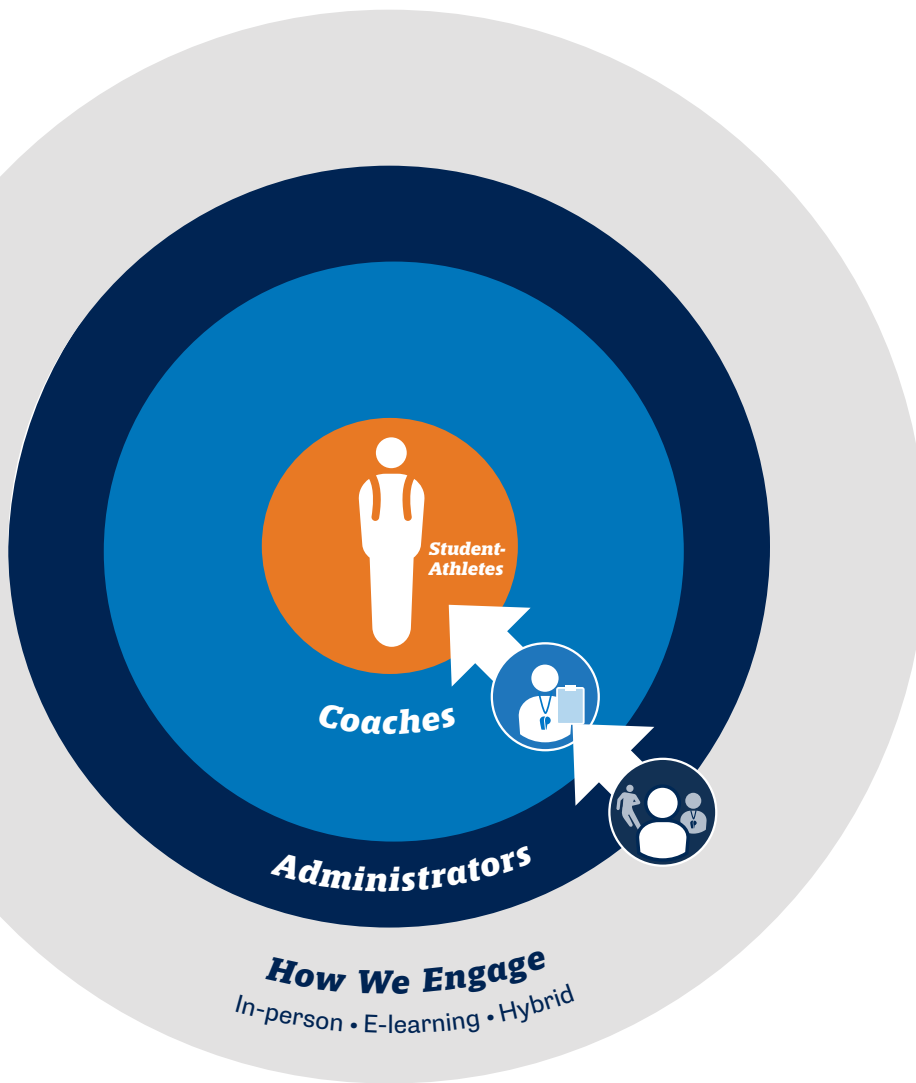 Student-
Athletes
Coaches
Administrators
How We Engage
In-person • E-learning • Hybrid